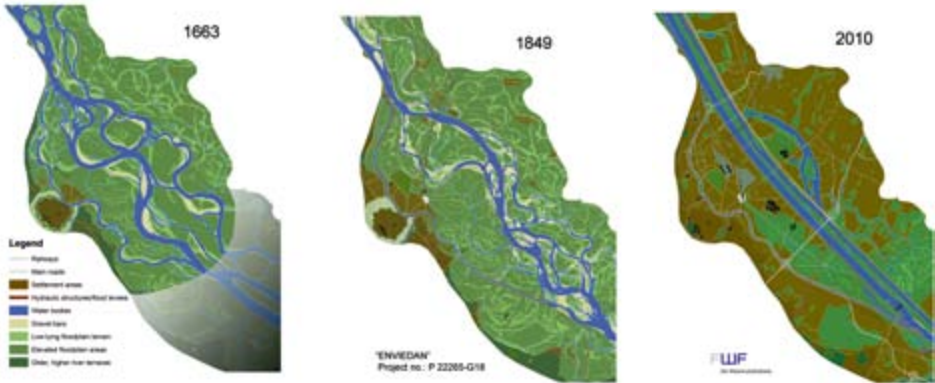 1663
1849
2010
Legend
Railways
Main roads
Settlement areas
Hydraulic structures/flood levees
Water bodies
Gravel bars
Low-lying floodplain terrain
Elevated floodplain areas
Older, higher river terraces
"ENVIEDAN"
Project no.: P 22265-G18
FWF